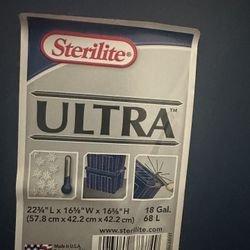 Sterilite®
ULTRA™
22¾" L x 16⅝" W x 16⅝" H
(57.8 cm x 42.2 cm x 42.2 cm)
18 Gal.
68 L
www.sterilite.com
Made in U.S.A.